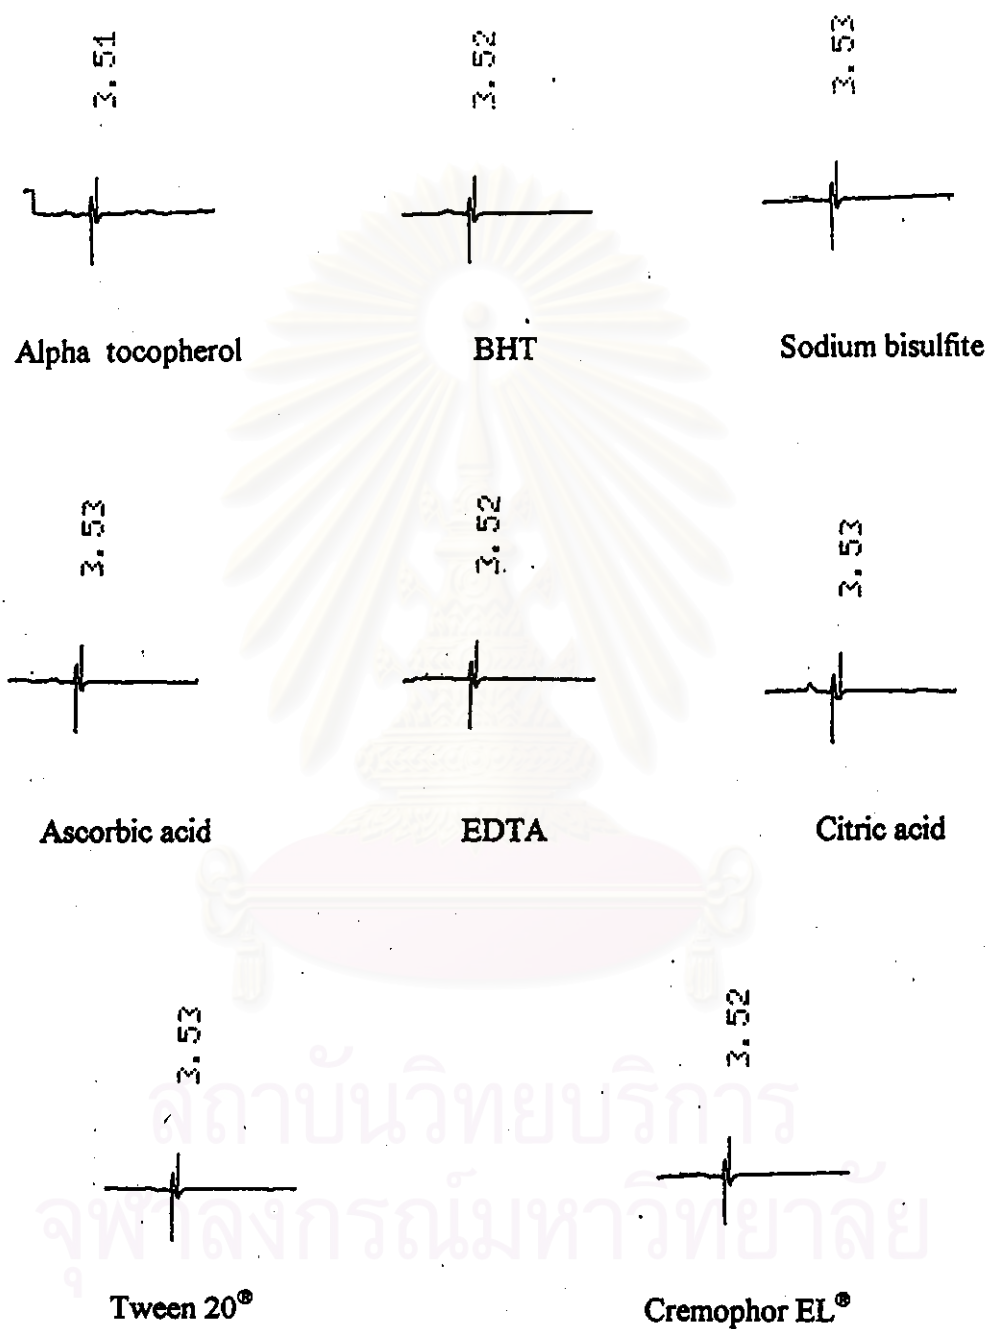 3.51
3.52
3.53
Alpha tocopherol
BHT
Sodium bisulfite
3.53
3.52
3.53
Ascorbic acid
EDTA
Citric acid
3.53
3.52
สถาบันวิทยบริการ
จุฬาลงกรณ์มหาวิทยาลัย
Tween 20®
Cremophor EL®